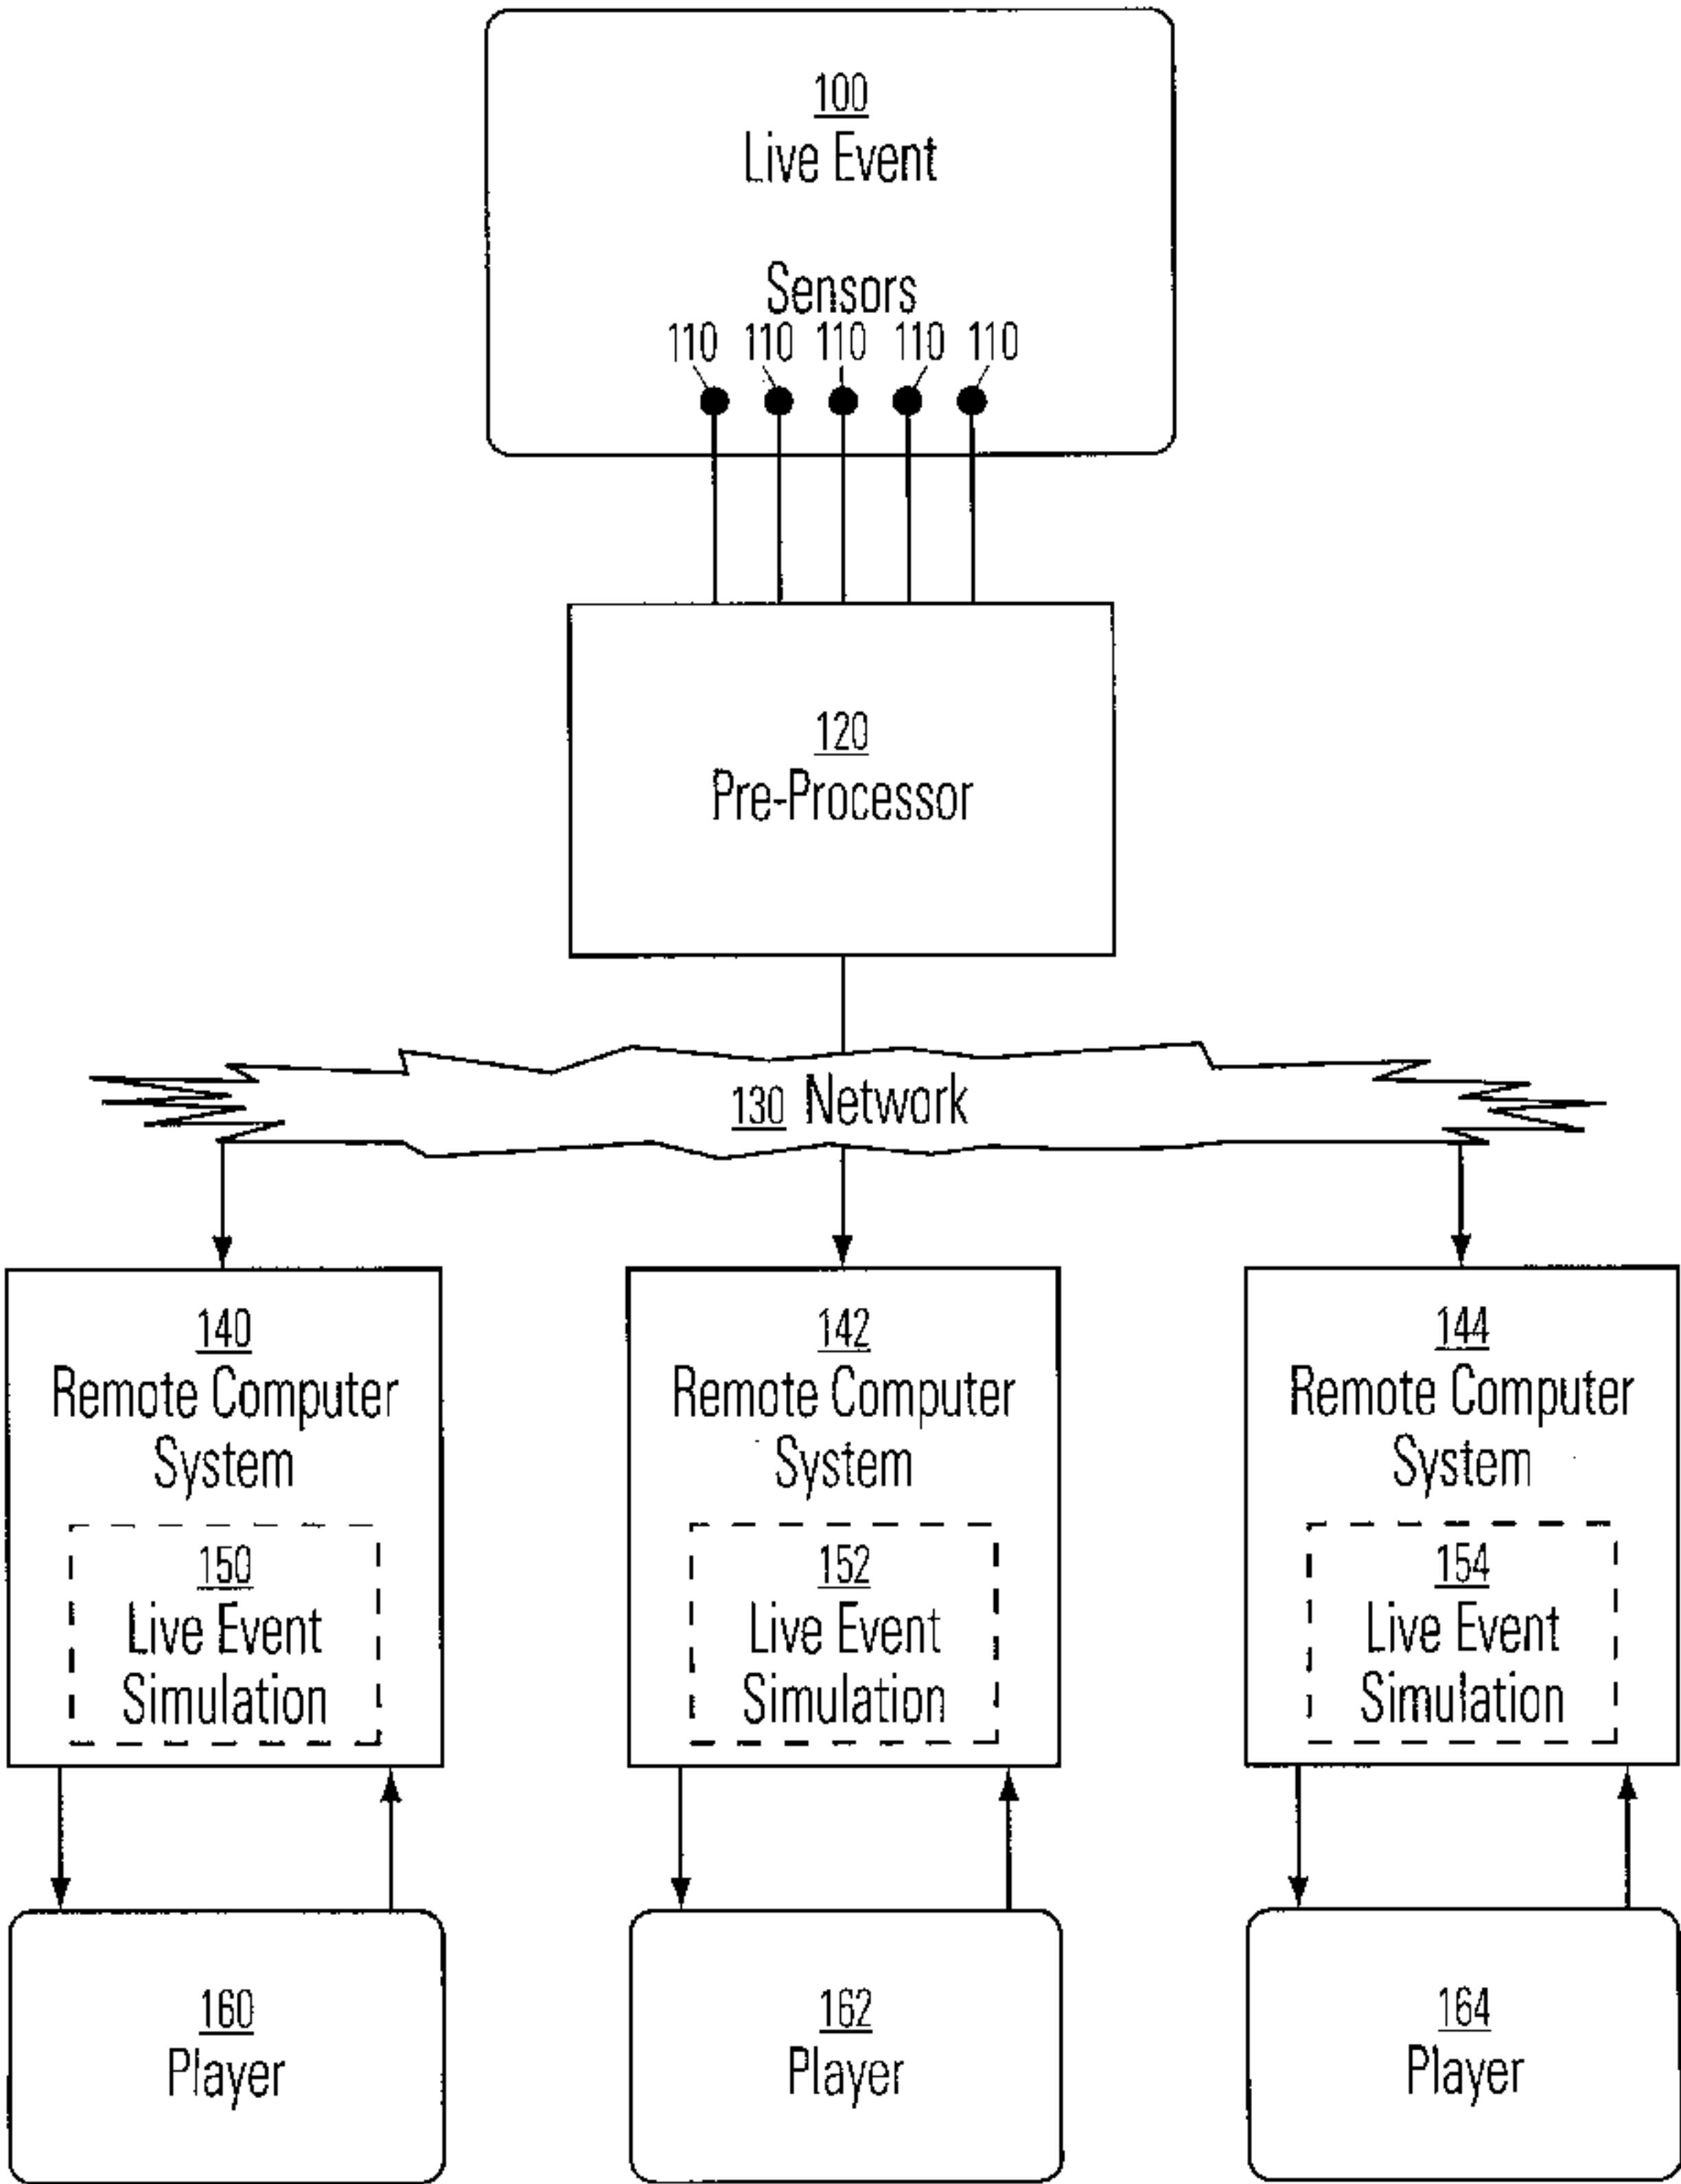 100
Live Event
Sensors
110 110 110 110 110
120
Pre-Processor
130 Network
140
Remote Computer
System
150
Live Event
Simulation
142
Remote Computer
System
152
Live Event
Simulation
144
Remote Computer
System
154
Live Event
Simulation
160
Player
162
Player
164
Player